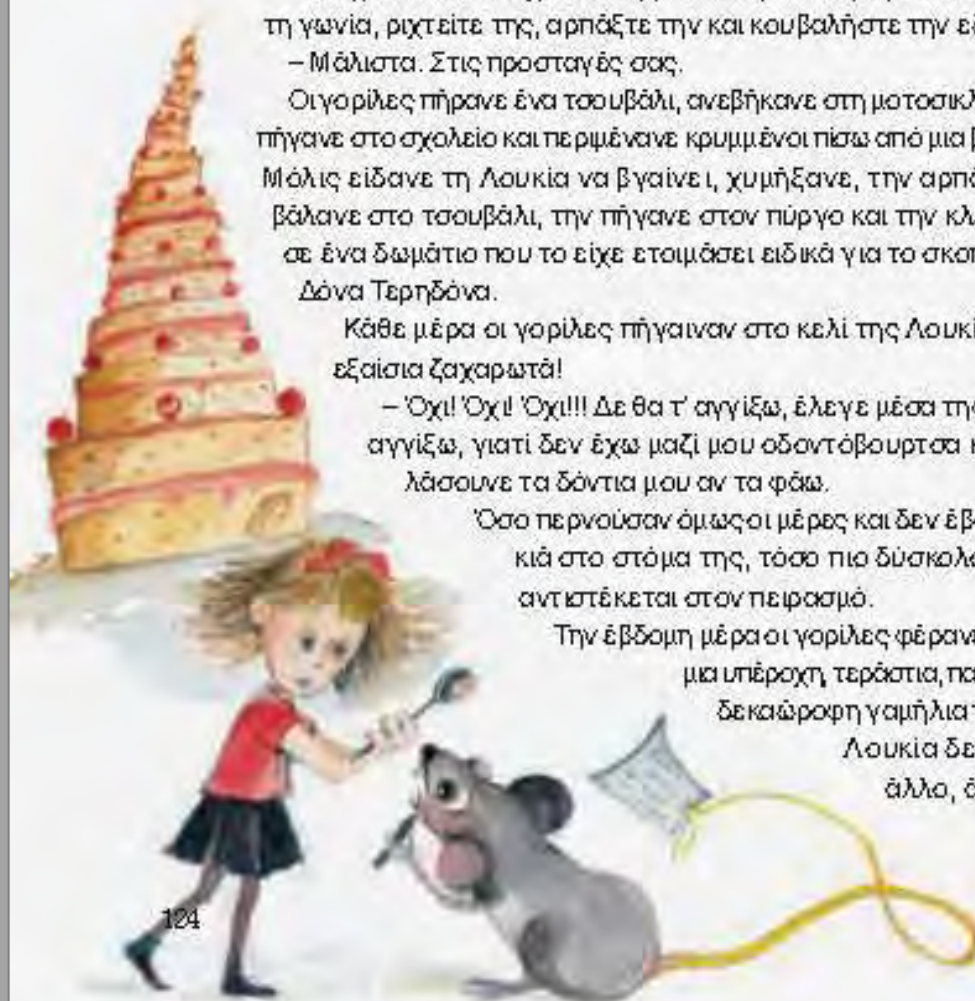 τη γωνία, ριχτείτε της, αρπάξτε την και κουβαλήστε την
– Μάλιστα. Στις προσταγές σας.
Οι γορίλες πήρανε ένα τσουβάλι, ανεβήκανε στη μοτοσικλ
πήγανε στο σχολείο και περιμένανε κρυμμένοι πίσω από μια
Μόλις είδανε τη Λουκία να βγαίνει, χυμήξανε, την αρπά
βάλανε στο τσουβάλι, την πήγανε στον πύργο και την κλ
σε ένα δωμάτιο που το είχε ετοιμάσει ειδικά για το σκοπ
Δόνα Τερηδόνα.
Κάθε μέρα οι γορίλες πήγαιναν στο κελί της Λουκί
εξαίσια ζαχαρωτά!
– Όχι! Όχι! Όχι!!! Δε θα τ' αγγίξω, έλεγε μέσα της
αγγίξω, γιατί δεν έχω μαζί μου οδοντόβουρτσα
λάσουνε τα δόντια μου αν τα φάω.
Όσο περνούσαν όμως οι μέρες και δεν έβ
κιά στο στόμα της, τόσο πιο δύσκολο
αντιστέκεται στον πειρασμό.
Την έβδομη μέρα οι γορίλες φέρανε
μια υπέροχη, τεράστια, πα
δεκαώροφη γαμήλια
Λουκία δε
άλλο, ά
124